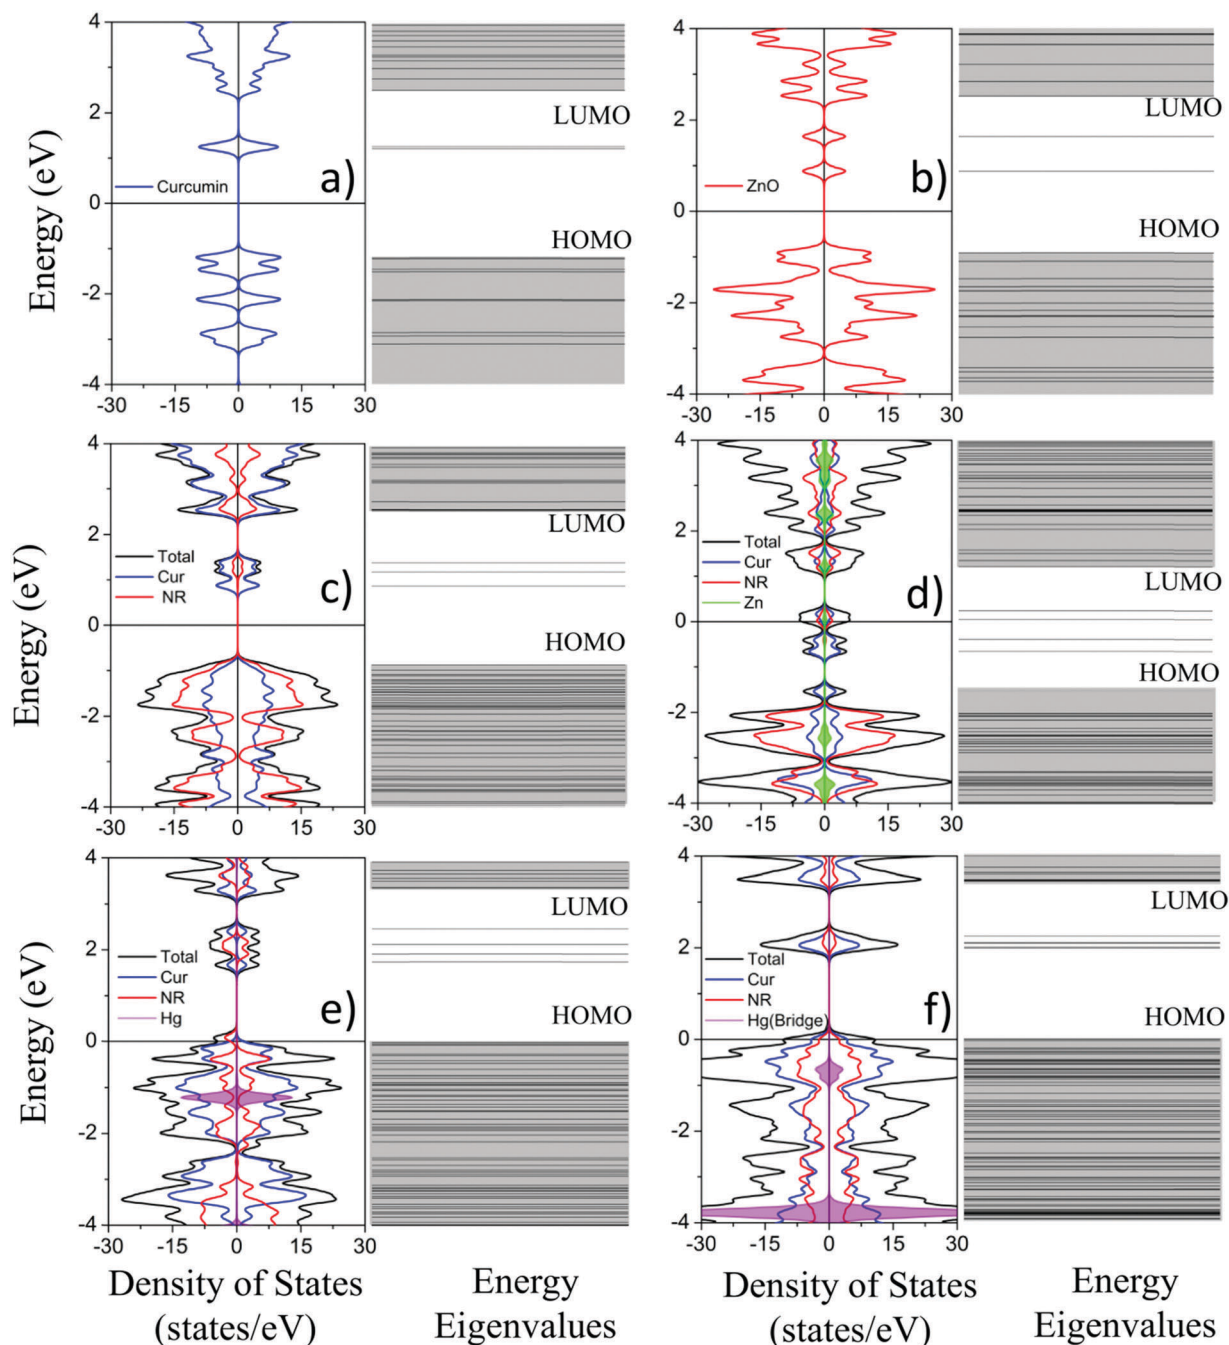 4
2
0
-2
-4
-30 -15 0 15 30
Energy (eV)
Curcumin
a)
LUMO
HOMO
4
2
0
-2
-4
-30 -15 0 15 30
ZnO
b)
LUMO
HOMO
4
2
0
-2
-4
-30 -15 0 15 30
Energy (eV)
Total
Cur
NR
c)
LUMO
HOMO
4
2
0
-2
-4
-30 -15 0 15 30
Total
Cur
NR
Zn
d)
LUMO
HOMO
4
2
0
-2
-4
-30 -15 0 15 30
Energy (eV)
Total
Cur
NR
Hg
e)
LUMO
HOMO
4
2
0
-2
-4
-30 -15 0 15 30
Total
Cur
NR
Hg(Bridge)
f)
LUMO
HOMO
Density of States
(states/eV)
Energy
Eigenvalues
Density of States
(states/eV)
Energy
Eigenvalues